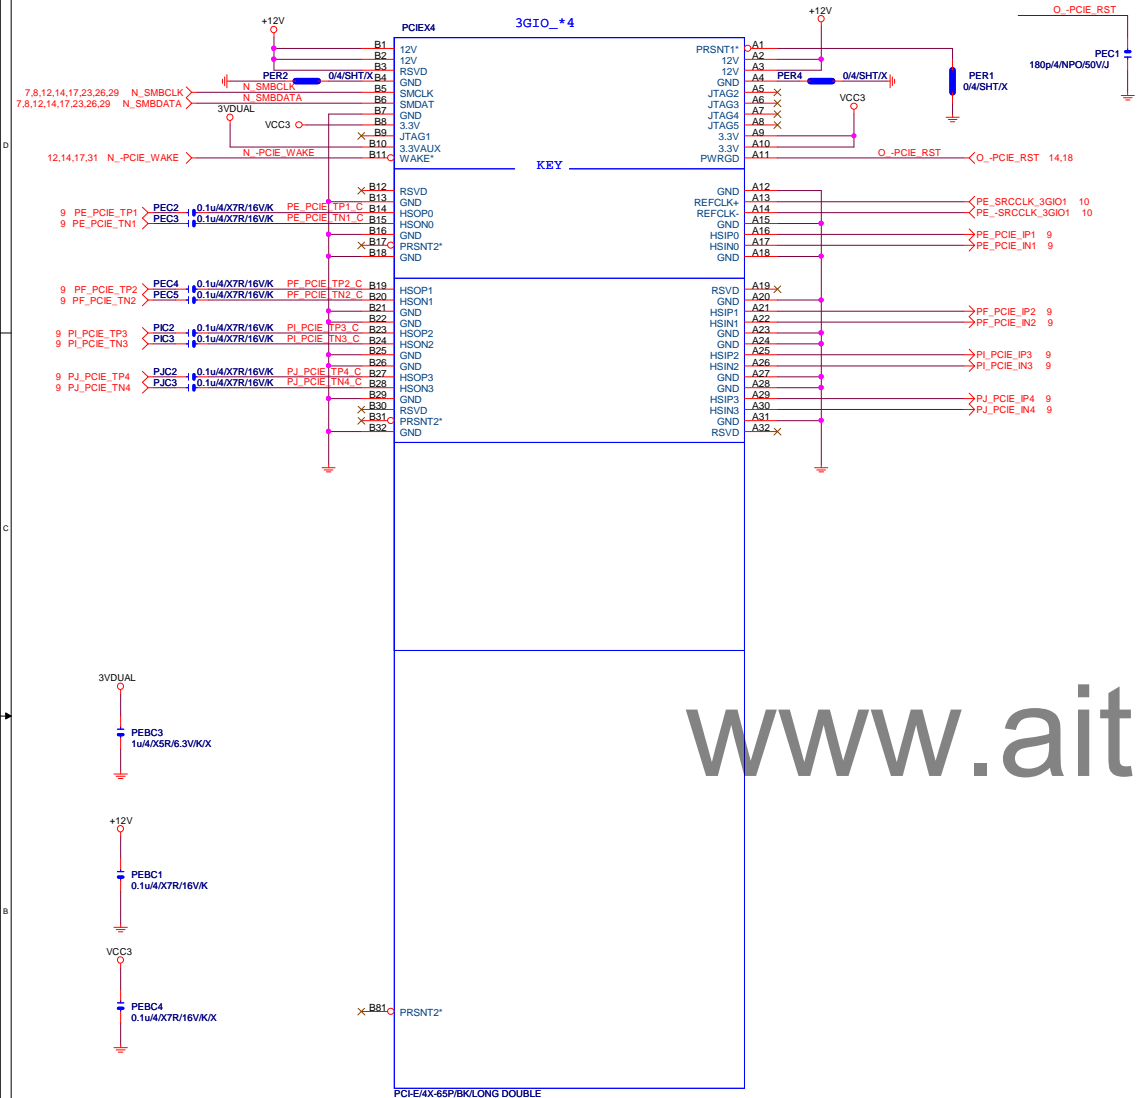 +12V
PCIEX4
3GIO_*4
+12V
O_-PCIE_RST
PEC1
180p/4/NPO/50V/J
B1 12V PRSNT1* A1
B2 12V 12V A2
B3 RSVD 12V A3
PER2 0/4/SHT/X B4 GND GND A4 PER4 0/4/SHT/X
PER1
0/4/SHT/X
7,8,12,14,17,23,26,29 N_SMBCLK N_SMBCLK B5 SMCLK JTAG2 A5
7,8,12,14,17,23,26,29 N_SMBDATA N_SMBDATA B6 SMDAT JTAG3 A6
3VDUAL B7 GND JTAG4 A7
VCC3
VCC3 B8 3.3V JTAG5 A8
B9 JTAG1 3.3V A9
B10 3.3VAUX 3.3V A10
12,14,17,31 N_-PCIE_WAKE N_-PCIE_WAKE B11 WAKE* PWRGD A11 O_-PCIE_RST O_-PCIE_RST 14,18
KEY
B12 RSVD GND A12
B13 GND REFCLK+ A13 PE_SRCCLK_3GIO1 10
9 PE_PCIE_TP1 PEC2 0.1u/4/X7R/16V/K PE_PCIE_TP1_C B14 HSOP0 REFCLK- A14 PE_-SRCCLK_3GIO1 10
9 PE_PCIE_TN1 PEC3 0.1u/4/X7R/16V/K PE_PCIE_TN1_C B15 HSON0 GND A15
B16 GND HSIP0 A16 PE_PCIE_IP1 9
B17 PRSNT2* HSIN0 A17 PE_PCIE_IN1 9
B18 GND GND A18
9 PF_PCIE_TP2 PEC4 0.1u/4/X7R/16V/K PF_PCIE_TP2_C B19 HSOP1 RSVD A19
9 PF_PCIE_TN2 PEC5 0.1u/4/X7R/16V/K PF_PCIE_TN2_C B20 HSON1 GND A20
B21 GND HSIP1 A21 PF_PCIE_IP2 9
B22 GND HSIN1 A22 PF_PCIE_IN2 9
9 PI_PCIE_TP3 PIC2 0.1u/4/X7R/16V/K PI_PCIE_TP3_C B23 HSOP2 GND A23
9 PI_PCIE_TN3 PIC3 0.1u/4/X7R/16V/K PI_PCIE_TN3_C B24 HSON2 GND A24
B25 GND HSIP2 A25 PI_PCIE_IP3 9
B26 GND HSIN2 A26 PI_PCIE_IN3 9
9 PJ_PCIE_TP4 PJC2 0.1u/4/X7R/16V/K PJ_PCIE_TP4_C B27 HSOP3 GND A27
9 PJ_PCIE_TN4 PJC3 0.1u/4/X7R/16V/K PJ_PCIE_TN4_C B28 HSON3 GND A28
B29 GND HSIP3 A29 PJ_PCIE_IP4 9
B30 RSVD HSIN3 A30 PJ_PCIE_IN4 9
B31 PRSNT2* GND A31
B32 GND RSVD A32
D
C
3VDUAL
PEBC3
1u/4/X5R/6.3V/K/X
www.ait
+12V
PEBC1
0.1u/4/X7R/16V/K
B
VCC3
PEBC4
0.1u/4/X7R/16V/K/X
B81 PRSNT2*
PCI-E/4X-65P/BK/LONG DOUBLE